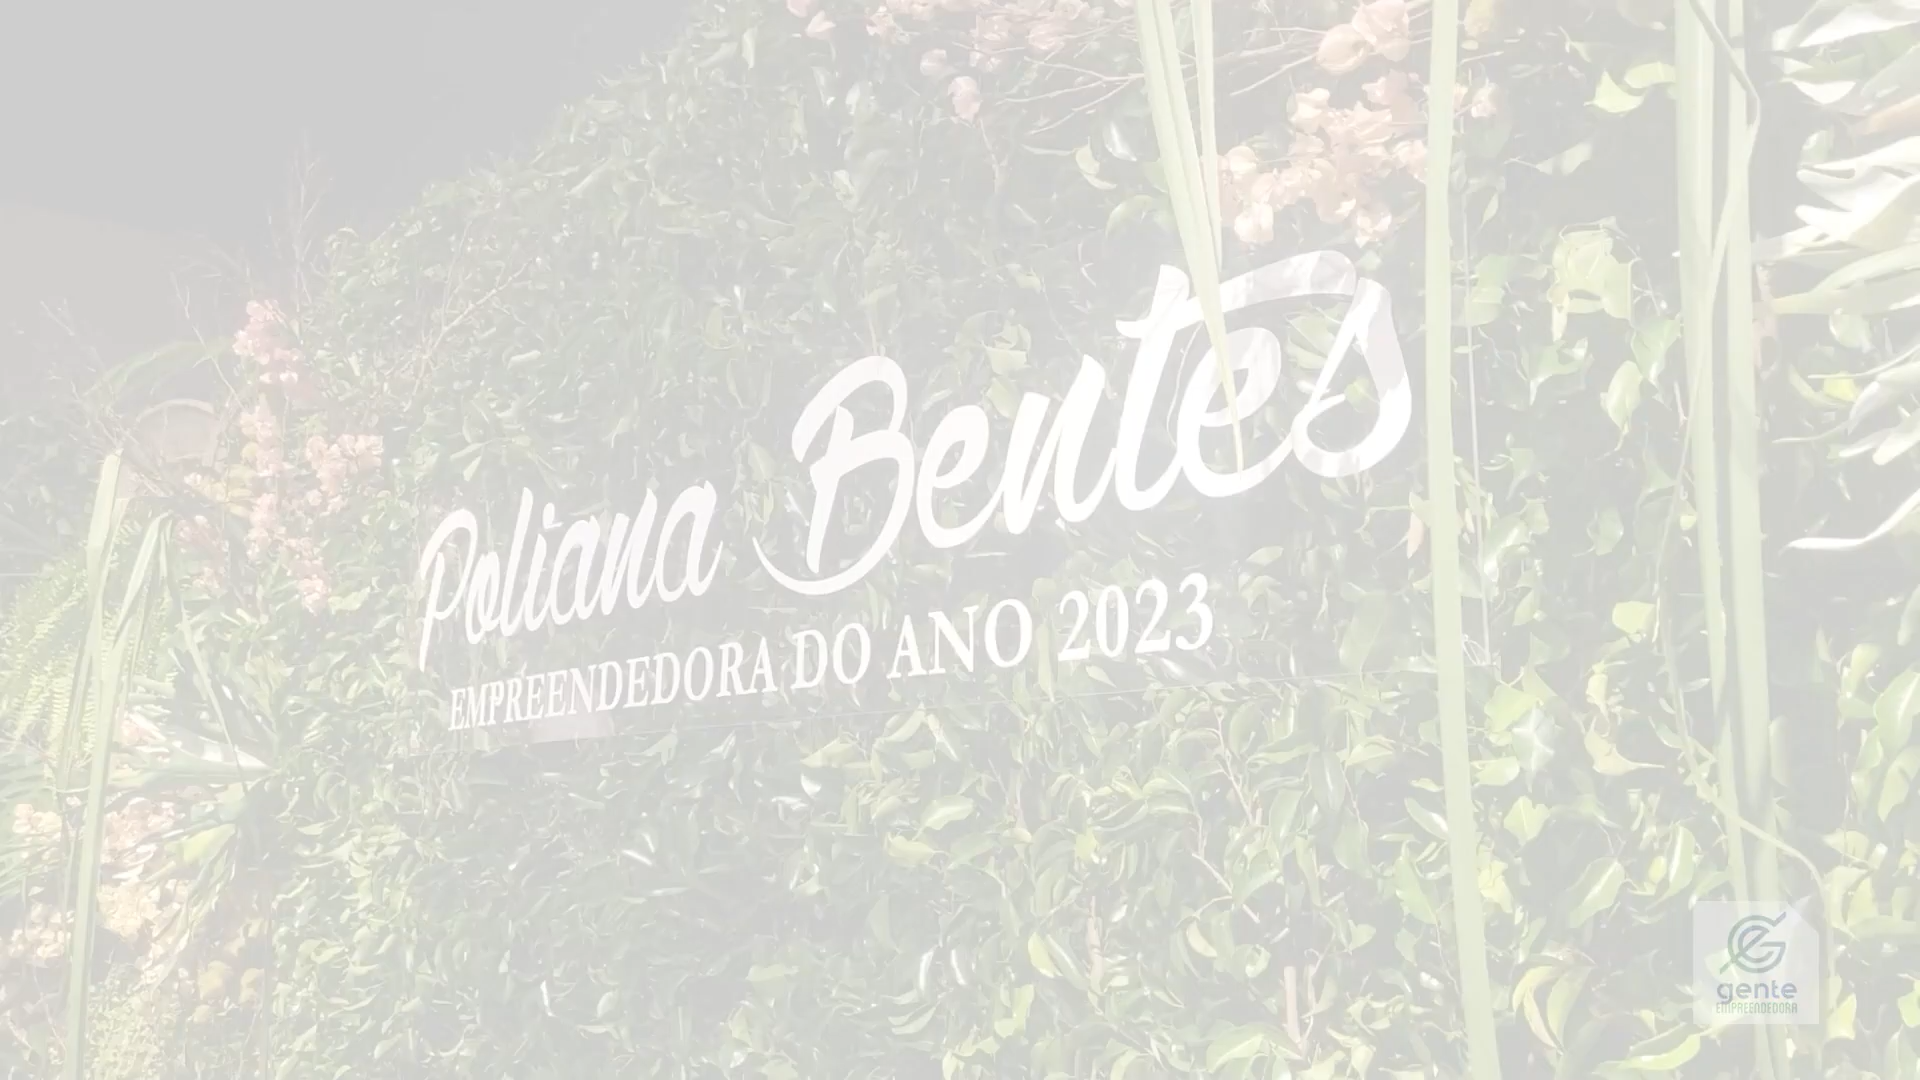 Poliana Bentes
EMPREENDEDORA DO ANO 2023
gente
EMPREENDEDORA